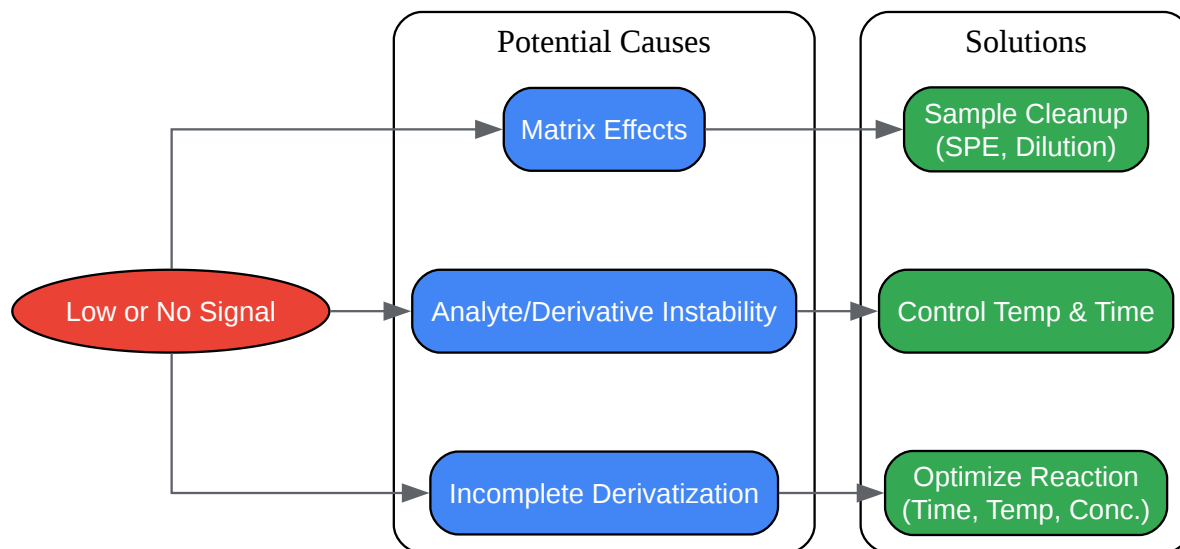 Potential Causes
Solutions
Matrix Effects
Sample Cleanup
(SPE, Dilution)
Low or No Signal
Analyte/Derivative Instability
Control Temp & Time
Incomplete Derivatization
Optimize Reaction
(Time, Temp, Conc.)